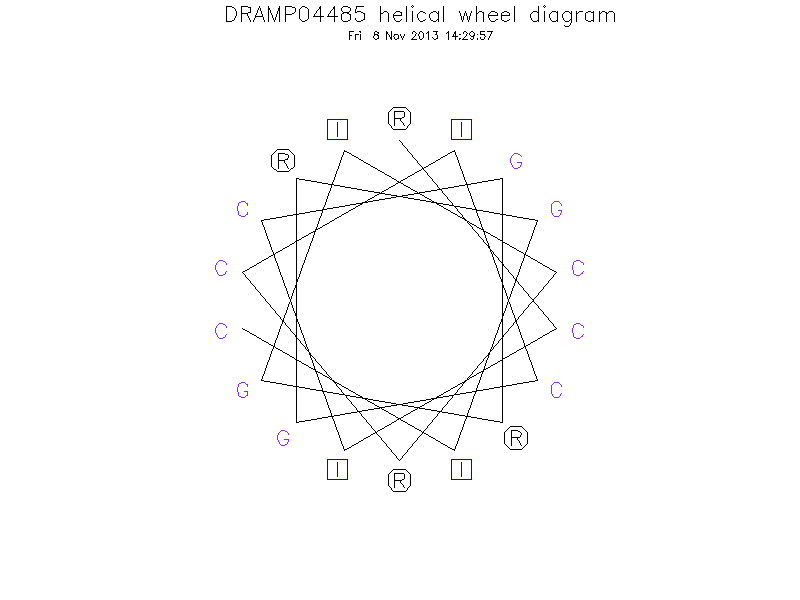 DRAMP04485 helical wheel diagram
Fri 8 Nov 2013 14:29:57
R
I I
R G
C G
C C
C C
G C
G R
I I
R